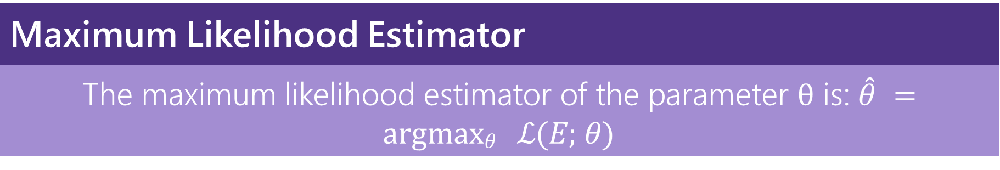 Maximum Likelihood Estimator
The maximum likelihood estimator of the parameter θ is: θ̂ =
argmax_θ ℒ(E; θ)